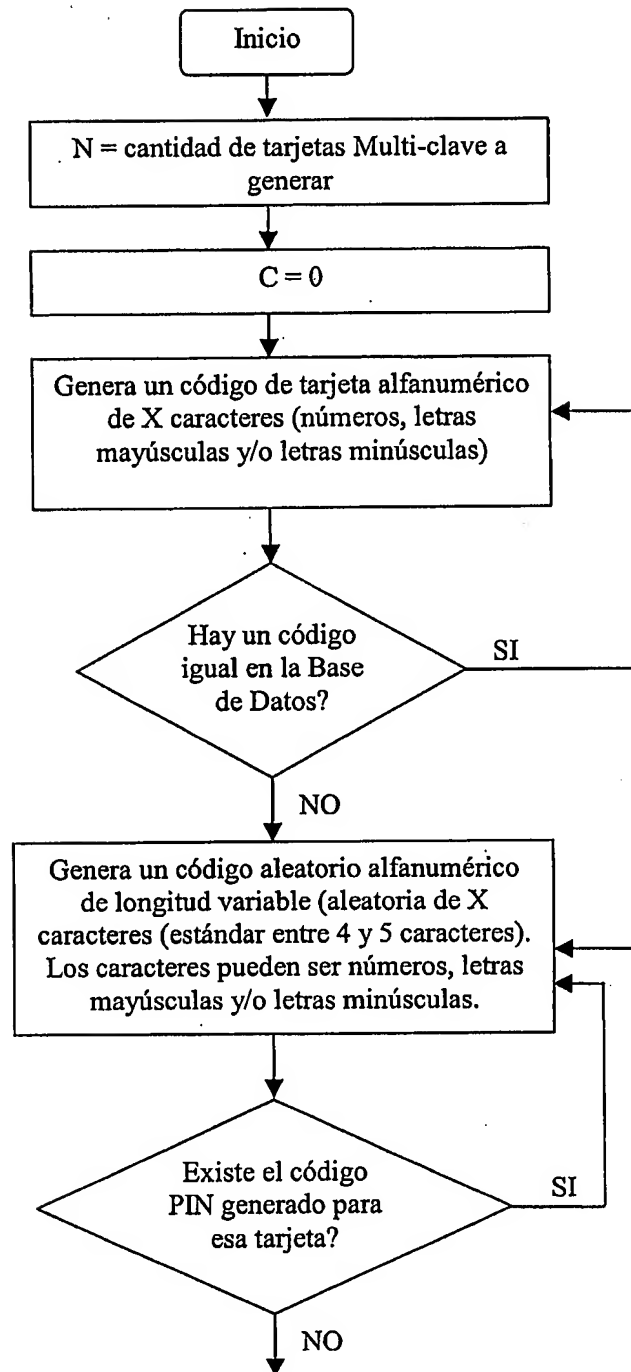 Inicio
N = cantidad de tarjetas Multi-clave a
generar
C = 0
Genera un código de tarjeta alfanumérico
de X caracteres (números, letras
mayúsculas y/o letras minúsculas)
Hay un código
igual en la Base
de Datos?
SI
NO
Genera un código aleatorio alfanumérico
de longitud variable (aleatoria de X
caracteres (estándar entre 4 y 5 caracteres).
Los caracteres pueden ser números, letras
mayúsculas y/o letras minúsculas.
Existe el código
PIN generado para
esa tarjeta?
SI
NO